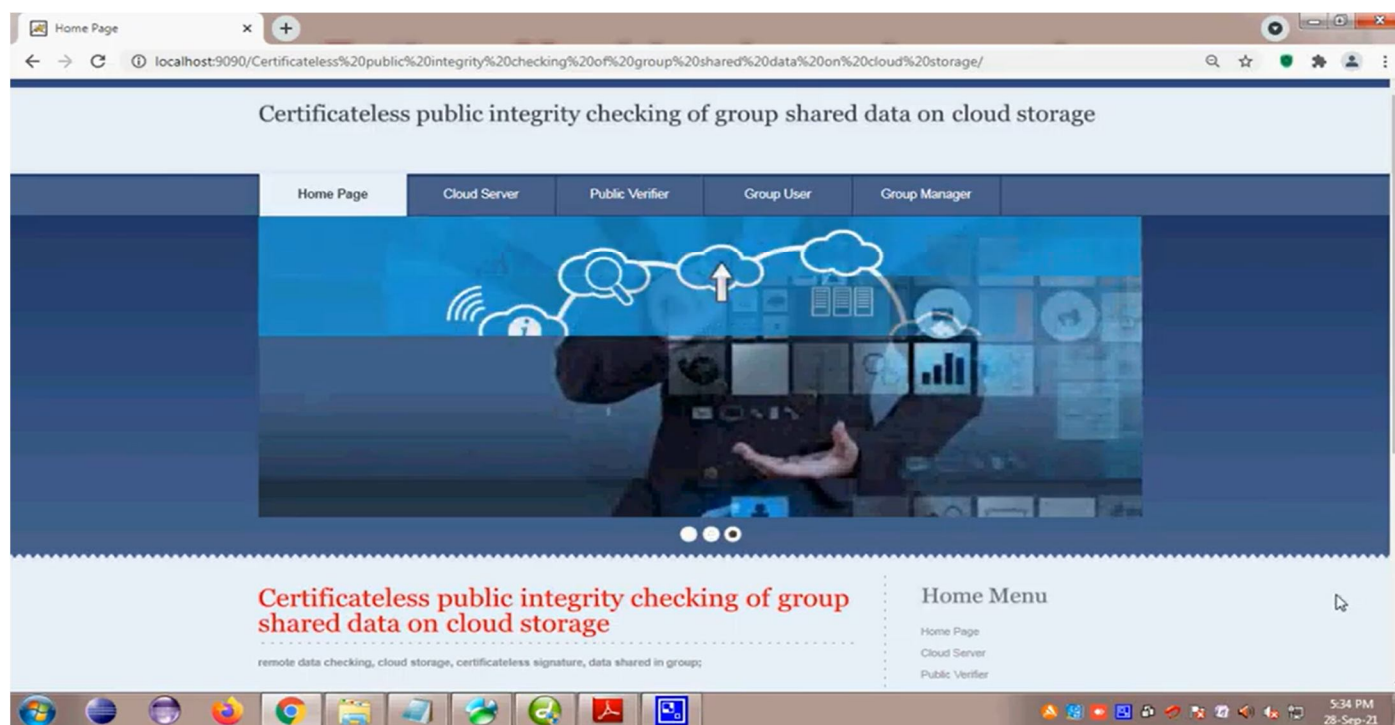 Home Page
localhost:9090/Certificateless%20public%20integrity%20checking%20of%20group%20shared%20data%20on%20cloud%20storage/
Certificateless public integrity checking of group shared data on cloud storage
Home Page Cloud Server Public Verifier Group User Group Manager
Certificateless public integrity checking of group
shared data on cloud storage
remote data checking, cloud storage, certificateless signature, data shared in group;
Home Menu
Home Page
Cloud Server
Public Verifier
5:34 PM
28-Sep-21